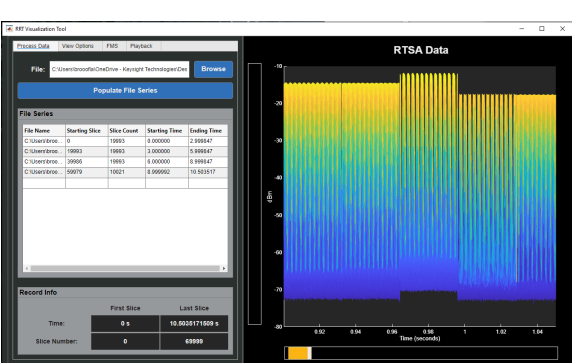 RRT Visualization Tool
Process Data View Options FMS Playback
File: C:\Users\brooofla\OneDrive - Keysight Technologies\Des Browse
Populate File Series
File Series
File Name Starting Slice Slice Count Starting Time Ending Time
C:\Users\broo... 0 19993 0.000000 2.999847
C:\Users\broo... 19993 19993 3.000000 5.999847
C:\Users\broo... 39986 19993 6.000000 8.999847
C:\Users\broo... 59979 10021 8.999992 10.503517
Record Info
First Slice Last Slice
Time: 0 s 10.5035171509 s
Slice Number: 0 69999
RTSA Data
-10
-20
-30
-40
-50
-60
-70
-80
dBm
0.92 0.94 0.96 0.98 1 1.02 1.04
Time (seconds)